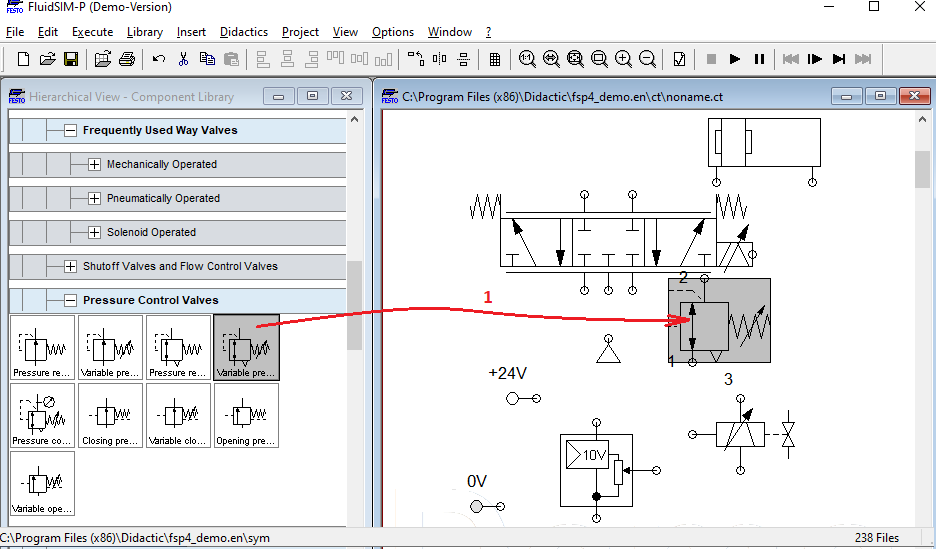 FluidSIM-P (Demo-Version)
File Edit Execute Library Insert Didactics Project View Options Window ?
FESTO Hierarchical View - Component Library
FESTO C:\Program Files (x86)\Didactic\fsp4_demo.en\ct\noname.ct
Frequently Used Way Valves
Mechanically Operated
Pneumatically Operated
Solenoid Operated
Shutoff Valves and Flow Control Valves
Pressure Control Valves
Pressure re... Variable pre... Pressure re... Variable pre...
Pressure co... Closing pre... Variable clo... Opening pre...
Variable ope...
1
2
1
3
+24V
10V
0V
C:\Program Files (x86)\Didactic\fsp4_demo.en\sym
238 Files